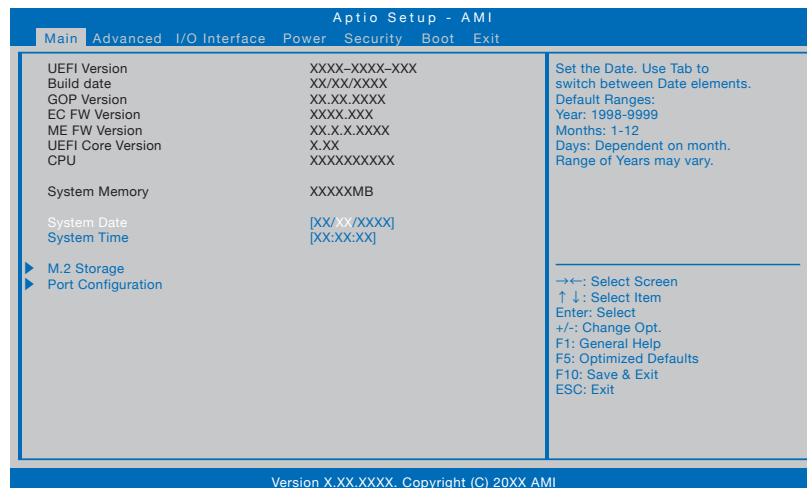 Aptio Setup - AMI
Main Advanced I/O Interface Power Security Boot Exit
UEFI Version XXXX–XXXX–XXX
Build date XX/XX/XXXX
GOP Version XX.XX.XXXX
EC FW Version XXXX.XXX
ME FW Version XX.X.X.XXXX
UEFI Core Version X.XX
CPU XXXXXXXXXX
System Memory XXXXXMB
System Date [XX/XX/XXXX]
System Time [XX:XX:XX]
M.2 Storage
Port Configuration
Set the Date. Use Tab to
switch between Date elements.
Default Ranges:
Year: 1998-9999
Months: 1-12
Days: Dependent on month.
Range of Years may vary.
→←: Select Screen
↑↓: Select Item
Enter: Select
+/-: Change Opt.
F1: General Help
F5: Optimized Defaults
F10: Save & Exit
ESC: Exit
Version X.XX.XXXX. Copyright (C) 20XX AMI